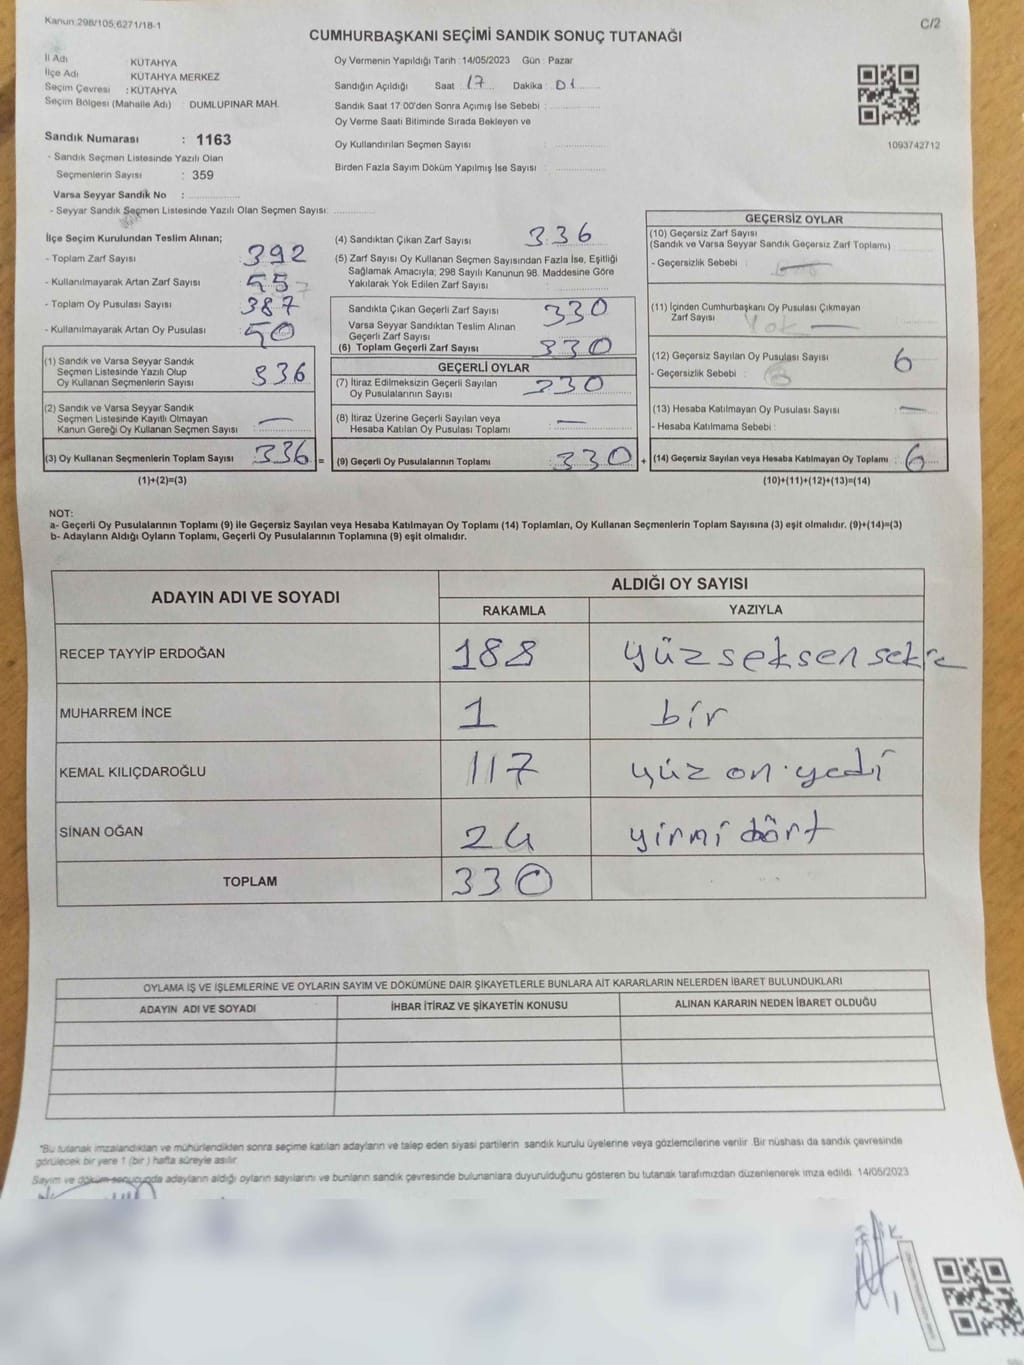 Kanun:298/105;6271/18-1
C/2
CUMHURBAŞKANI SEÇİMİ SANDIK SONUÇ TUTANAĞI
İl Adı : KÜTAHYA
İlçe Adı : KÜTAHYA MERKEZ
Seçim Çevresi : KÜTAHYA
Seçim Bölgesi (Mahalle Adı) : DUMLUPINAR MAH.
Sandık Numarası : 1163
- Sandık Seçmen Listesinde Yazılı Olan
Seçmenlerin Sayısı : 359
Varsa Seyyar Sandık No :
- Seyyar Sandık Seçmen Listesinde Yazılı Olan Seçmen Sayısı:
Oy Vermenin Yapıldığı Tarih : 14/05/2023 Gün : Pazar
Sandığın Açıldığı Saat : 17 Dakika : 01
Sandık Saat 17:00'den Sonra Açımış İse Sebebi :
Oy Verme Saati Bitiminde Sırada Bekleyen ve
Oy Kullandırılan Seçmen Sayısı :
Birden Fazla Sayım Döküm Yapılmış İse Sayısı :
1093742712
İlçe Seçim Kurulundan Teslim Alınan;
- Toplam Zarf Sayısı : 392
- Kullanılmayarak Artan Zarf Sayısı : 55
- Toplam Oy Pusulası Sayısı : 387
- Kullanılmayarak Artan Oy Pusulası : 50
(1) Sandık ve Varsa Seyyar Sandık
Seçmen Listesinde Yazılı Olup
Oy Kullanan Seçmenlerin Sayısı : 336
(2) Sandık ve Varsa Seyyar Sandık
Seçmen Listesinde Kayıtlı Olmayan
Kanun Gereği Oy Kullanan Seçmen Sayısı : —
(3) Oy Kullanan Seçmenlerin Toplam Sayısı : 336 =
(1)+(2)=(3)
(4) Sandıktan Çıkan Zarf Sayısı : 336
(5) Zarf Sayısı Oy Kullanan Seçmen Sayısından Fazla İse, Eşitliği
Sağlamak Amacıyla; 298 Sayılı Kanunun 98. Maddesine Göre
Yakılarak Yok Edilen Zarf Sayısı :
Sandıkta Çıkan Geçerli Zarf Sayısı : 330
Varsa Seyyar Sandıktan Teslim Alınan
Geçerli Zarf Sayısı :
(6) Toplam Geçerli Zarf Sayısı : 330
GEÇERLİ OYLAR
(7) İtiraz Edilmeksizin Geçerli Sayılan
Oy Pusulalarının Sayısı : 330
(8) İtiraz Üzerine Geçerli Sayılan veya
Hesaba Katılan Oy Pusulası Toplamı : —
(9) Geçerli Oy Pusulalarının Toplamı : 330 +
GEÇERSİZ OYLAR
(10) Geçersiz Zarf Sayısı
(Sandık ve Varsa Seyyar Sandık Geçersiz Zarf Toplamı)
- Geçersizlik Sebebi : —
(11) İçinden Cumhurbaşkanı Oy Pusulası Çıkmayan
Zarf Sayısı : Yok —
(12) Geçersiz Sayılan Oy Pusulası Sayısı : 6
- Geçersizlik Sebebi :
(13) Hesaba Katılmayan Oy Pusulası Sayısı : —
- Hesaba Katılmama Sebebi :
(14) Geçersiz Sayılan veya Hesaba Katılmayan Oy Toplamı : 6
(10)+(11)+(12)+(13)=(14)
NOT:
a- Geçerli Oy Pusulalarının Toplamı (9) ile Geçersiz Sayılan veya Hesaba Katılmayan Oy Toplamı (14) Toplamları, Oy Kullanan Seçmenlerin Toplam Sayısına (3) eşit olmalıdır. (9)+(14)=(3)
b- Adayların Aldığı Oyların Toplamı, Geçerli Oy Pusulalarının Toplamına (9) eşit olmalıdır.
ADAYIN ADI VE SOYADI ALDIĞI OY SAYISI
RAKAMLA YAZIYLA
RECEP TAYYİP ERDOĞAN 188 yüzseksensekiz
MUHARREM İNCE 1 bir
KEMAL KILIÇDAROĞLU 117 yüz on yedi
SİNAN OĞAN 24 yirmi dört
TOPLAM 330
OYLAMA İŞ VE İŞLEMLERİNE VE OYLARIN SAYIM VE DÖKÜMÜNE DAİR ŞİKAYETLERLE BUNLARA AİT KARARLARIN NELERDEN İBARET BULUNDUKLARI
ADAYIN ADI VE SOYADI İHBAR İTİRAZ VE ŞİKAYETİN KONUSU ALINAN KARARIN NEDEN İBARET OLDUĞU
"Bu tutanak imzalandıktan ve mühürlendikten sonra seçime katılan adayların ve talep eden siyasi partilerin sandık kurulu üyelerine veya gözlemcilerine verilir. Bir nüshası da sandık çevresinde
görülecek bir yere 1 (bir ) hafta süreyle asılır.
Sayım ve döküm sonucunda adayların aldığı oyların sayılarını ve bunların sandık çevresinde bulunanlara duyurulduğunu gösteren bu tutanak tarafımızdan düzenlenerek imza edildi. 14/05/2023